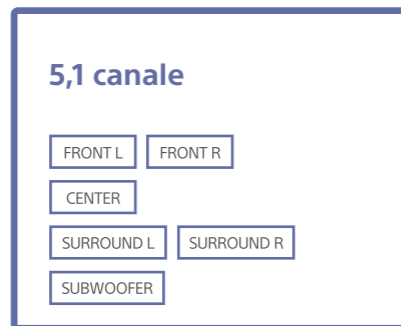 5,1 canale
FRONT L FRONT R
CENTER
SURROUND L SURROUND R
SUBWOOFER